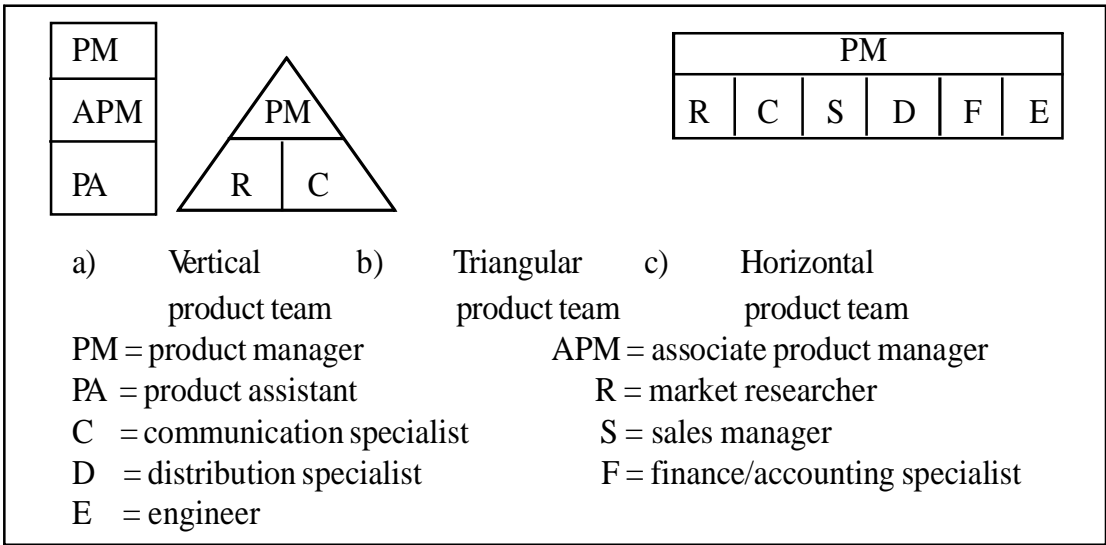 PM
APM
PA
PM
R C
PM
R C S D F E
a) Vertical b) Triangular c) Horizontal
product team product team product team
PM = product manager APM = associate product manager
PA = product assistant R = market researcher
C = communication specialist S = sales manager
D = distribution specialist F = finance/accounting specialist
E = engineer